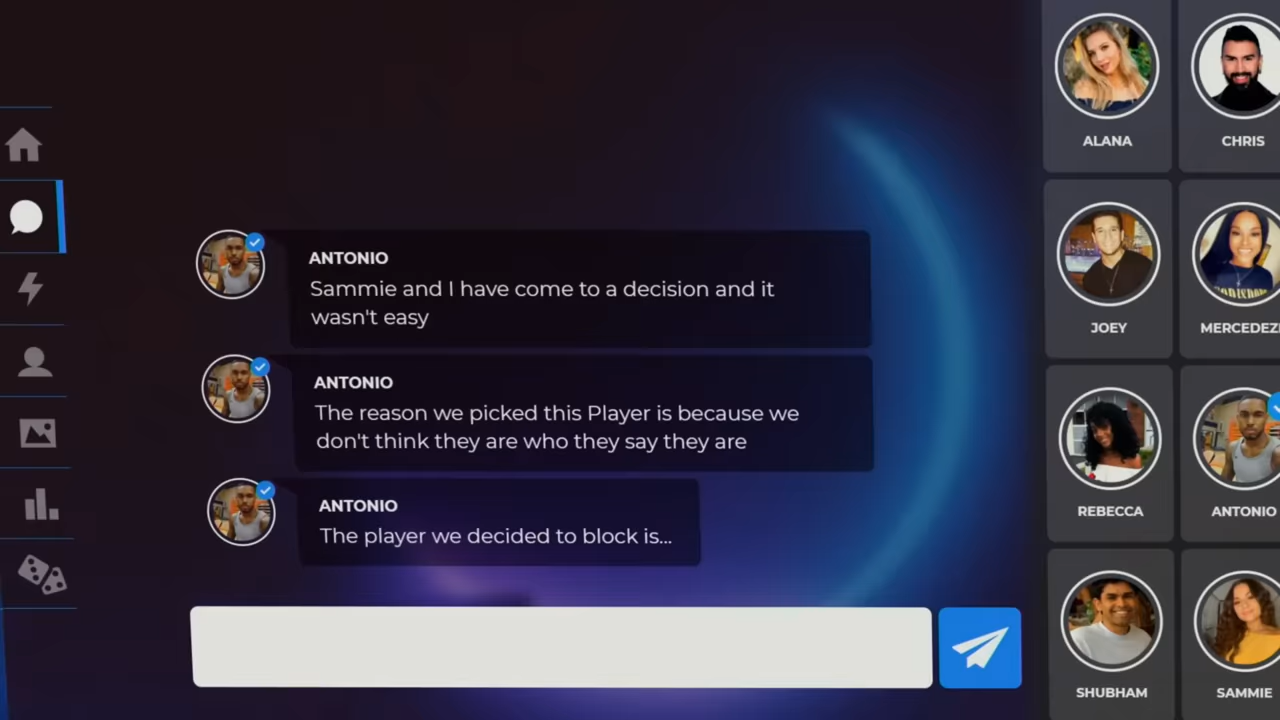 ALANA
CHRIS
ANTONIO
Sammie and I have come to a decision and it
wasn't easy
JOEY
ANTONIO
The reason we picked this Player is because we
don't think they are who they say they are
REBECCA
ANTONIO
ANTONIO
The player we decided to block is...
SHUBHAM
SAMMIE